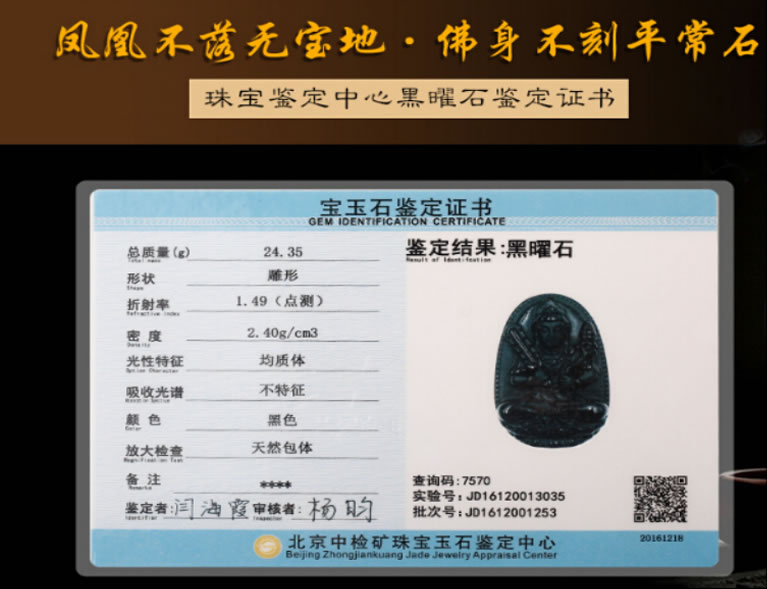 凤凰不落无宝地·佛身不刻平常石
珠宝鉴定中心黑曜石鉴定证书
宝玉石鉴定证书
GEM IDENTIFICATION CERTIFICATE
总质量(g) 24.35
Total mass
形状 雕形
Shape
折射率 1.49(点测)
Refractive index
密度 2.40g/cm3
Density
光性特征 均质体
Option Character
吸收光谱 不特征
颜色 黑色
Color
放大检查 天然包体
Magnification Test
备注 ****
Remarks
鉴定者: 闫海霞 审核者: 杨昀
Identifier Inspector
鉴定结果:黑曜石
Result of Identification
查询码:7570
实验号:JD16120013035
批次号:JD1612001253
20161218
北京中检矿珠宝玉石鉴定中心
Beijing Zhongjiankuang Jade Jewelry Appraisal Center